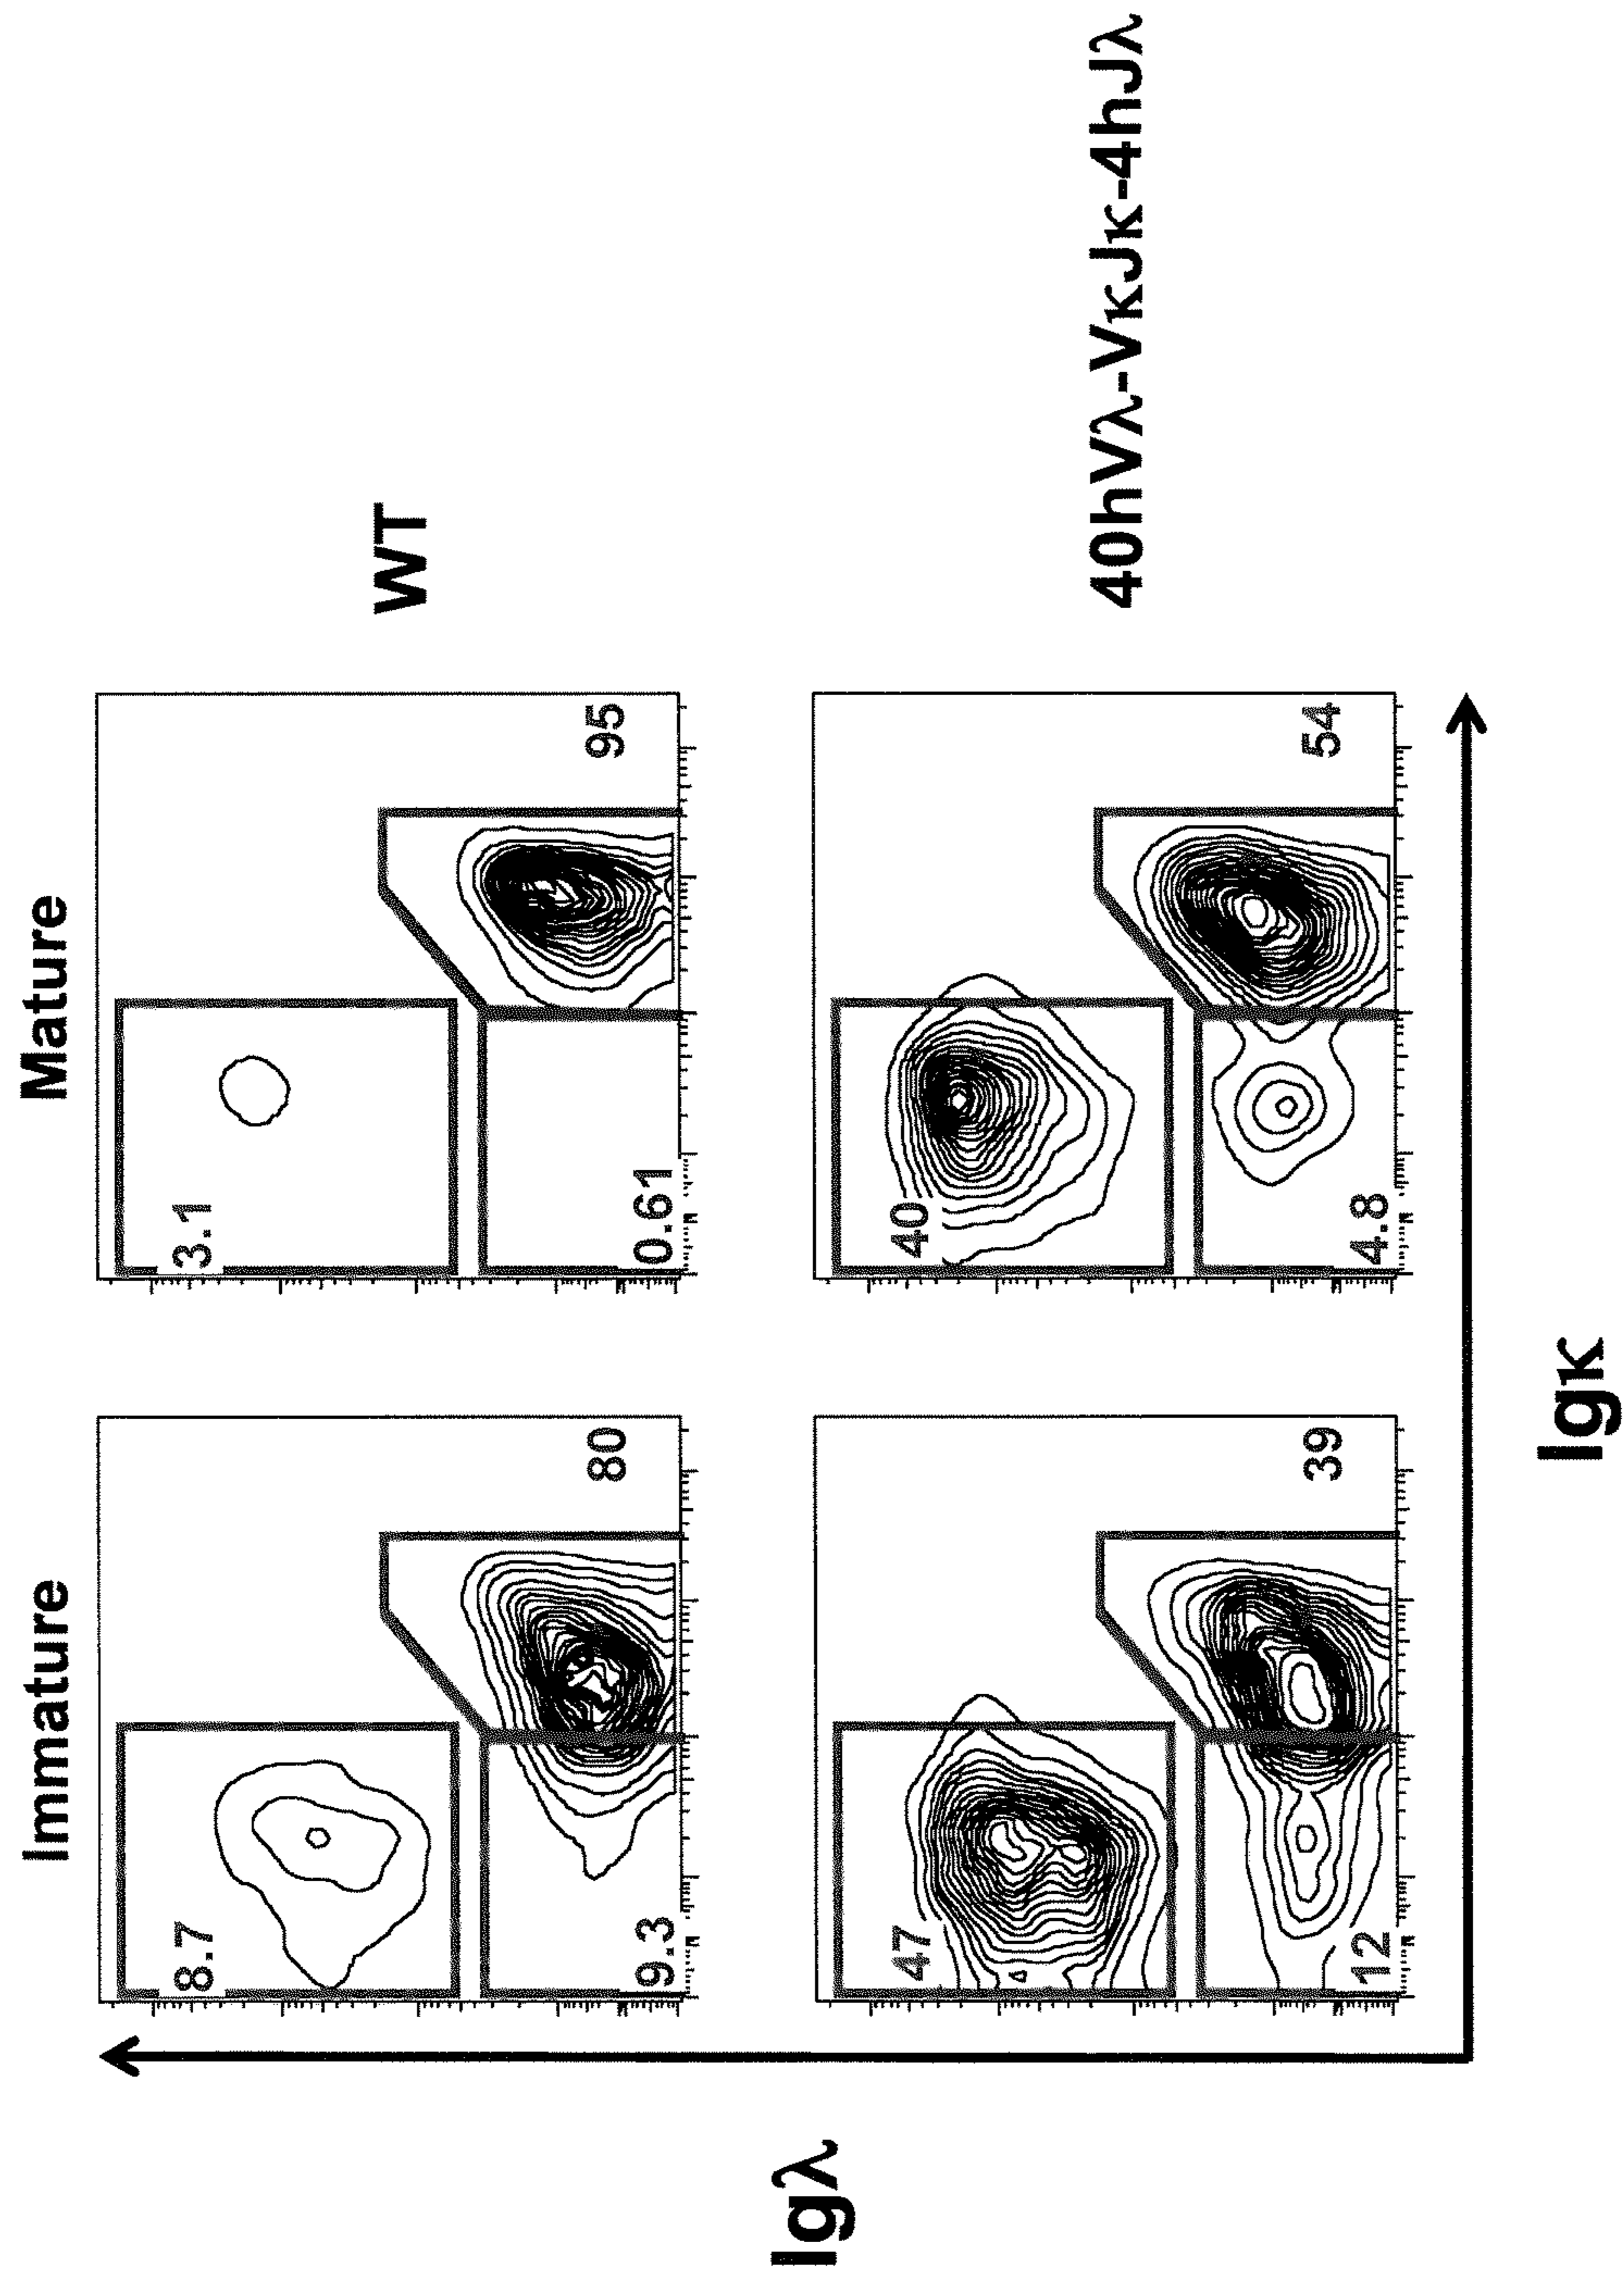 Immature
Mature
8.7
80
9.3
3.1
95
0.61
WT
47
39
12
40
54
4.8
40hVλ-VκJκ-4hJλ
Igλ
Igκ